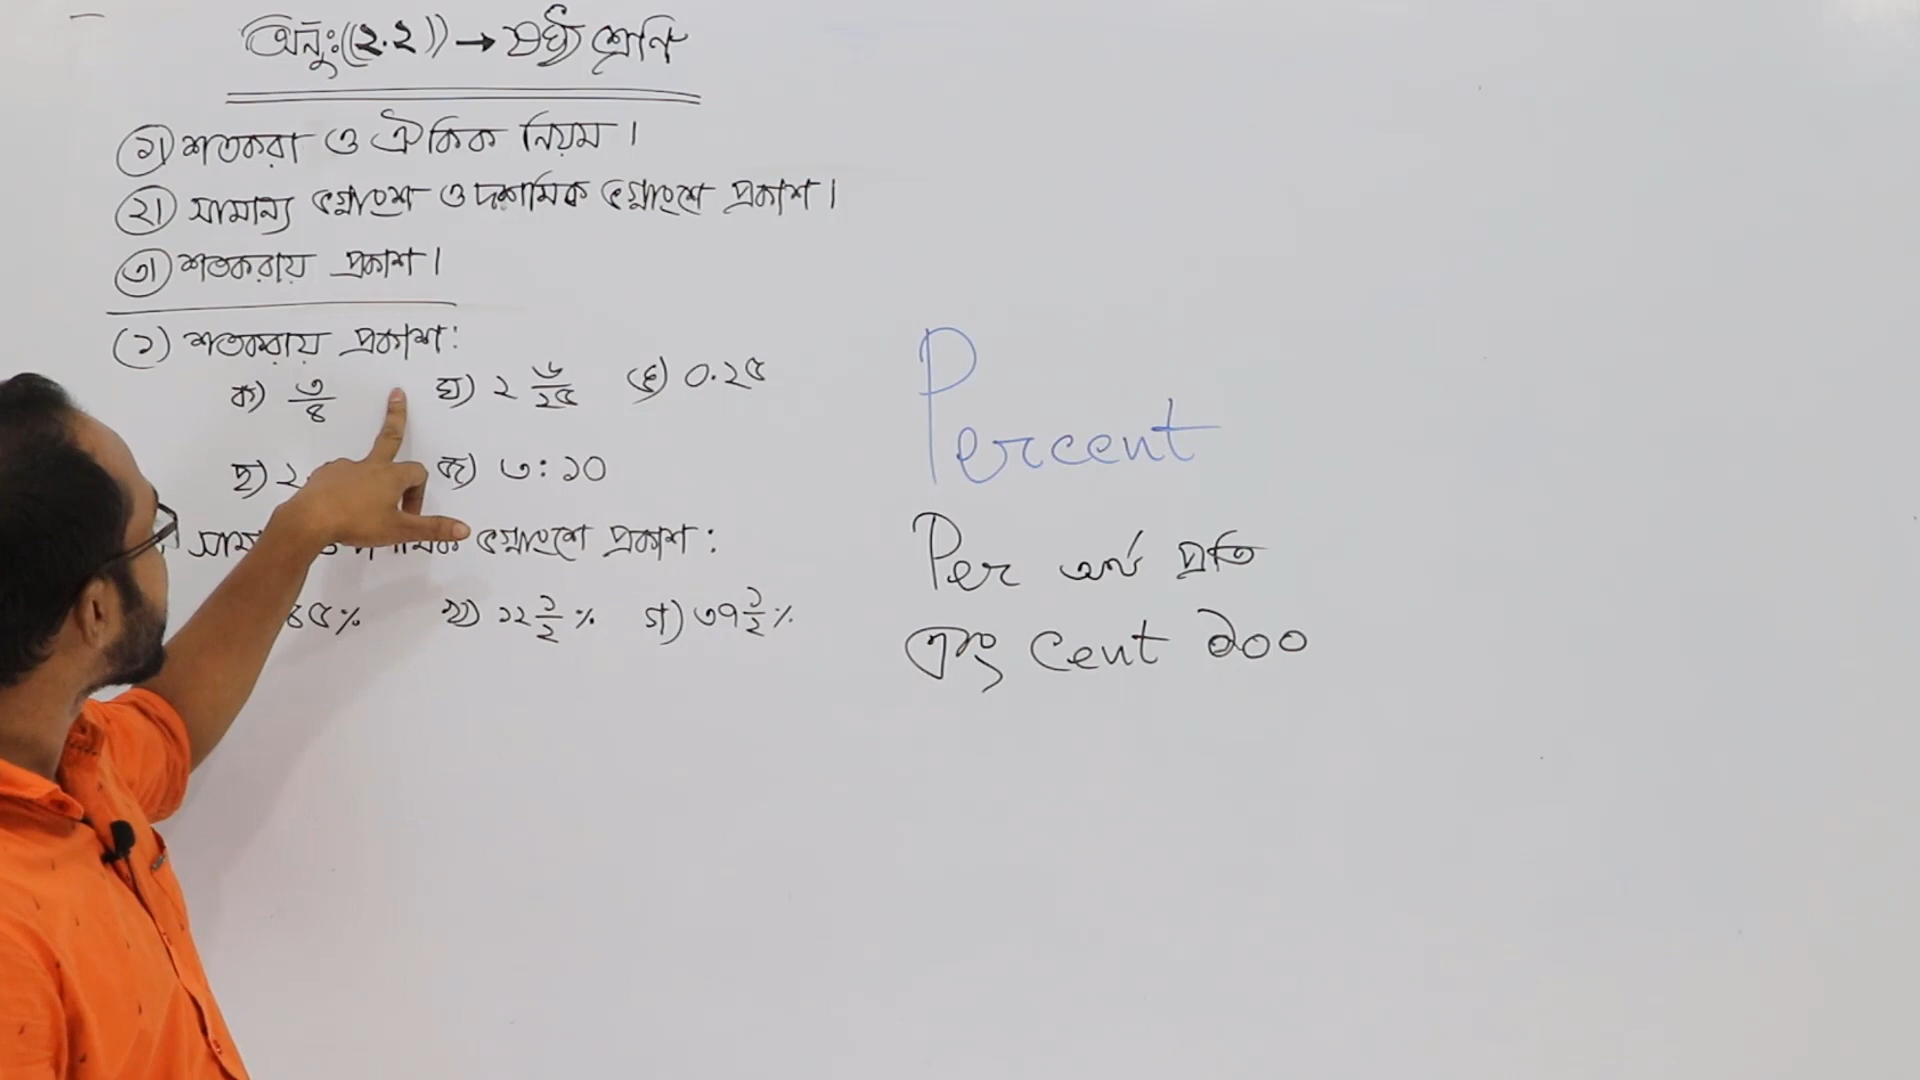 অনুঃ((২.২)) → ষষ্ঠ শ্রেণি
১। শতকরা ও ঐকিক নিয়ম।
২। সামান্য ভগ্নাংশ ও দশমিক ভগ্নাংশে প্রকাশ।
৩। শতকরায় প্রকাশ।
(১) শতকরায় প্রকাশ:
ক) ৩/৪ ঘ) ২ ৬/২৫ ঙ) ০.২৫
ছ) ২. জ) ৩ : ১০
ভগ্নাংশে প্রকাশ :
৪৫% খ) ১২ ১/২ % গ) ৩৭ ১/২ %
Percent
Per অর্থ প্রতি
এবং Cent ১০০